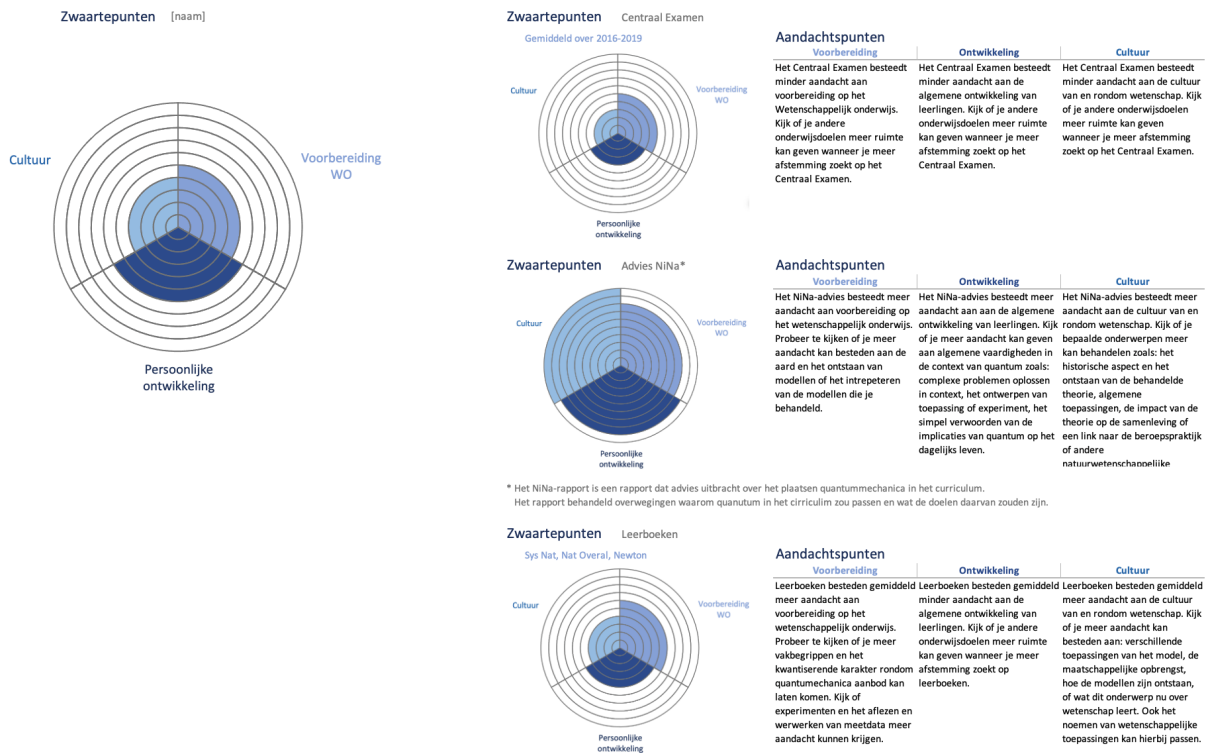 Zwaartepunten [naam]
Cultuur
Voorbereiding
WO
Persoonlijke
ontwikkeling
Zwaartepunten Centraal Examen
Gemiddeld over 2016-2019
Cultuur
Voorbereiding
WO
Persoonlijke
ontwikkeling
Aandachtspunten
Voorbereiding
Het Centraal Examen besteedt
minder aandacht aan
voorbereiding op het
Wetenschappelijk onderwijs.
Kijk of je andere
onderwijsdoelen meer ruimte
kan geven wanneer je meer
afstemming zoekt op het
Centraal Examen.
Ontwikkeling
Het Centraal Examen besteedt
minder aandacht aan de
algemene ontwikkeling van
leerlingen. Kijk of je andere
onderwijsdoelen meer ruimte
kan geven wanneer je meer
afstemming zoekt op het
Centraal Examen.
Cultuur
Het Centraal Examen besteedt
minder aandacht aan de cultuur
van en rondom wetenschap. Kijk
of je andere onderwijsdoelen
meer ruimte kan geven
wanneer je meer afstemming
zoekt op het Centraal Examen.
Zwaartepunten Advies NiNa*
Cultuur
Voorbereiding
WO
Persoonlijke
ontwikkeling
Aandachtspunten
Voorbereiding
Het NiNa-advies besteedt meer
aandacht aan voorbereiding op
het wetenschappelijk onderwijs.
Probeer te kijken of je meer
aandacht kan besteden aan de
aard en het ontstaan van
modellen of het intrepeteren
van de modellen die je
behandeld.
Ontwikkeling
Het NiNa-advies besteedt meer
aandacht aan aan de algemene
ontwikkeling van leerlingen. Kijk
of je meer aandacht kan geven
aan algemene vaardigheden in
de context van quantum zoals:
complexe problemen oplossen
in context, het ontwerpen van
toepassing of experiment, het
simpel verwoorden van de
implicaties van quantum op het
dagelijks leven.
Cultuur
Het NiNa-advies besteedt meer
aandacht aan de cultuur van en
rondom wetenschap. Kijk of je
bepaalde onderwerpen meer
kan behandelen zoals: het
historische aspect en het
ontstaan van de behandelde
theorie, algemene
toepassingen, de impact van de
theorie op de samenleving of
een link naar de beroepspraktijk
of andere
natuurwetenschappelijke
* Het NiNa-rapport is een rapport dat advies uitbracht over het plaatsen quantummechanica in het curriculum.
Het rapport behandeld overwegingen waarom quanutum in het cirriculim zou passen en wat de doelen daarvan zouden zijn.
Zwaartepunten Leerboeken
Sys Nat, Nat Overal, Newton
Cultuur
Voorbereiding
WO
Persoonlijke
ontwikkeling
Aandachtspunten
Voorbereiding
Leerboeken besteden gemiddeld
meer aandacht aan
voorbereiding op het
wetenschappelijk onderwijs.
Probeer te kijken of je meer
vakbegrippen en het
kwantiserende karakter rondom
quantumechanica aanbod kan
laten komen. Kijk of
experimenten en het aflezen en
werwerken van meetdata meer
aandacht kunnen krijgen.
Ontwikkeling
Leerboeken besteden gemiddeld
minder aandacht aan de
algemene ontwikkeling van
leerlingen. Kijk of je andere
onderwijsdoelen meer ruimte
kan geven wanneer je meer
afstemming zoekt op
leerboeken.
Cultuur
Leerboeken besteden gemiddeld
meer aandacht aan de cultuur
van en rondom wetenschap. Kijk
of je meer aandacht kan
besteden aan: verschillende
toepassingen van het model, de
maatschappelijke opbrengst,
hoe de modellen zijn ontstaan,
of wat dit onderwerp nu over
wetenschap leert. Ook het
noemen van wetenschappelijke
toepassingen kan hierbij passen.